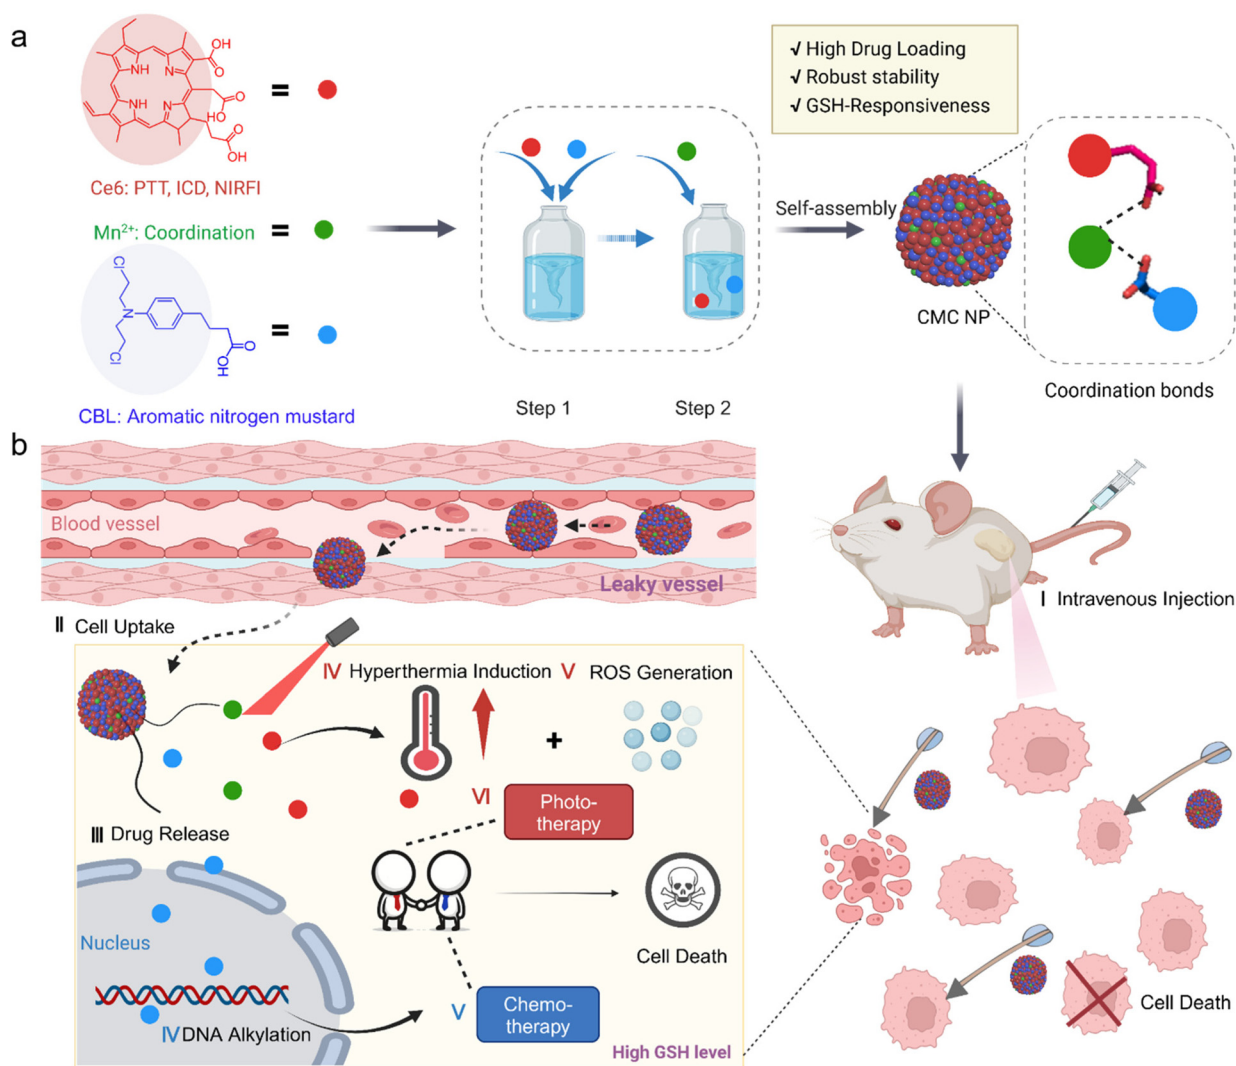 a
OH
O
O
HO
O
OH
NH
N
NH
N
=
Ce6: PTT, ICD, NIRFI
Mn²⁺: Coordination
=
Cl
N
Cl
O
OH
=
CBL: Aromatic nitrogen mustard
Step 1
Step 2
√ High Drug Loading
√ Robust stability
√ GSH-Responsiveness
Self-assembly
CMC NP
Coordination bonds
b
Blood vessel
Leaky vessel
I Intravenous Injection
II Cell Uptake
IV Hyperthermia Induction
V ROS Generation
+
III Drug Release
VI
Photo-
therapy
Nucleus
Cell Death
IV DNA Alkylation
V
Chemo-
therapy
High GSH level
Cell Death